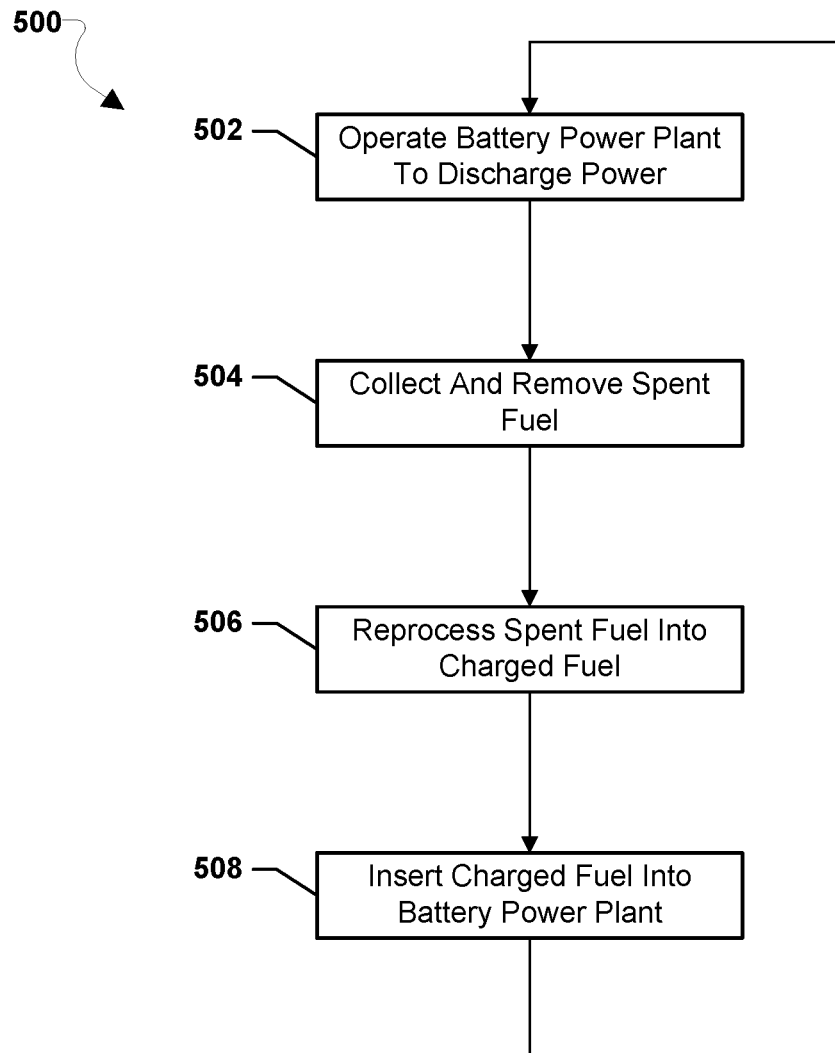 500
502
Operate Battery Power Plant
To Discharge Power
504
Collect And Remove Spent
Fuel
506
Reprocess Spent Fuel Into
Charged Fuel
508
Insert Charged Fuel Into
Battery Power Plant